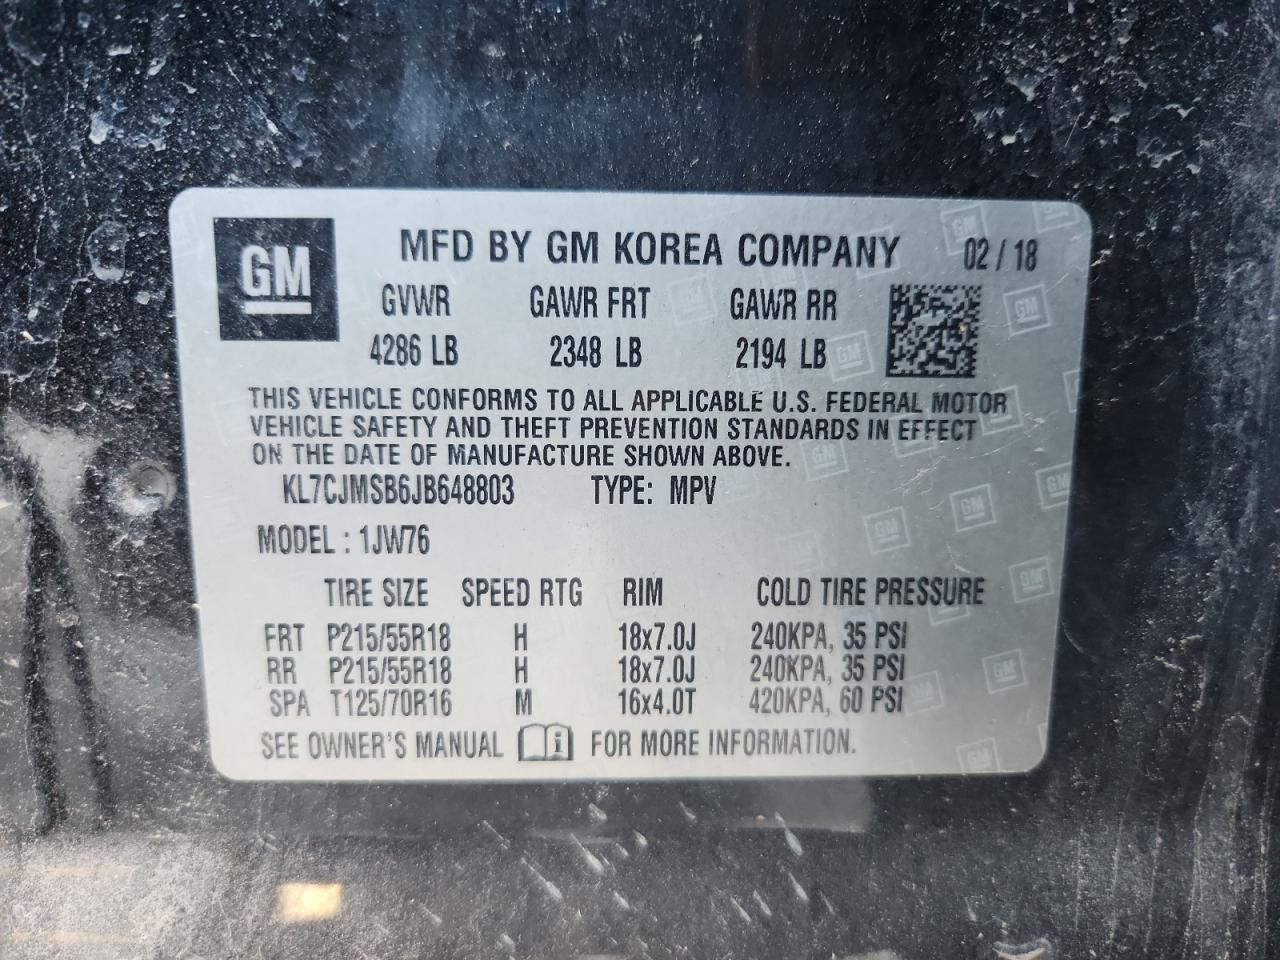 GM
MFD BY GM KOREA COMPANY 02 / 18
GVWR GAWR FRT GAWR RR
4286 LB 2348 LB 2194 LB
THIS VEHICLE CONFORMS TO ALL APPLICABLE U.S. FEDERAL MOTOR
VEHICLE SAFETY AND THEFT PREVENTION STANDARDS IN EFFECT
ON THE DATE OF MANUFACTURE SHOWN ABOVE.
KL7CJMSB6JB648803 TYPE: MPV
MODEL : 1JW76
TIRE SIZE SPEED RTG RIM COLD TIRE PRESSURE
FRT P215/55R18 H 18x7.0J 240KPA, 35 PSI
RR P215/55R18 H 18x7.0J 240KPA, 35 PSI
SPA T125/70R16 M 16x4.0T 420KPA, 60 PSI
SEE OWNER'S MANUAL i FOR MORE INFORMATION.